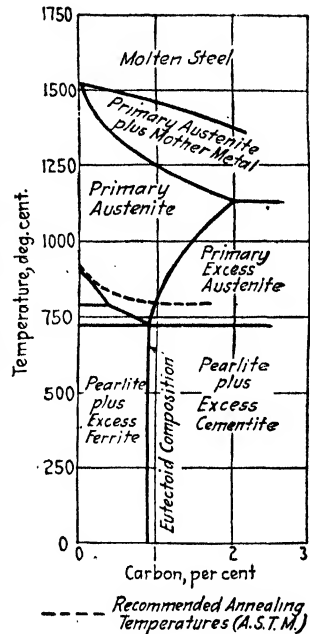 1750
Molten Steel
1500
Primary Austenite
plus Mother Metal
1250
Primary
Austenite
1000
Primary
Excess
Austenite
750
Temperature, deg. cent.
Pearlite
plus
Excess
Ferrite
Eutectoid Composition
Pearlite
plus
Excess
Cementite
500
250
0
0
1
2
3
Carbon, per cent
Recommended Annealing
Temperatures (A.S.T.M.)